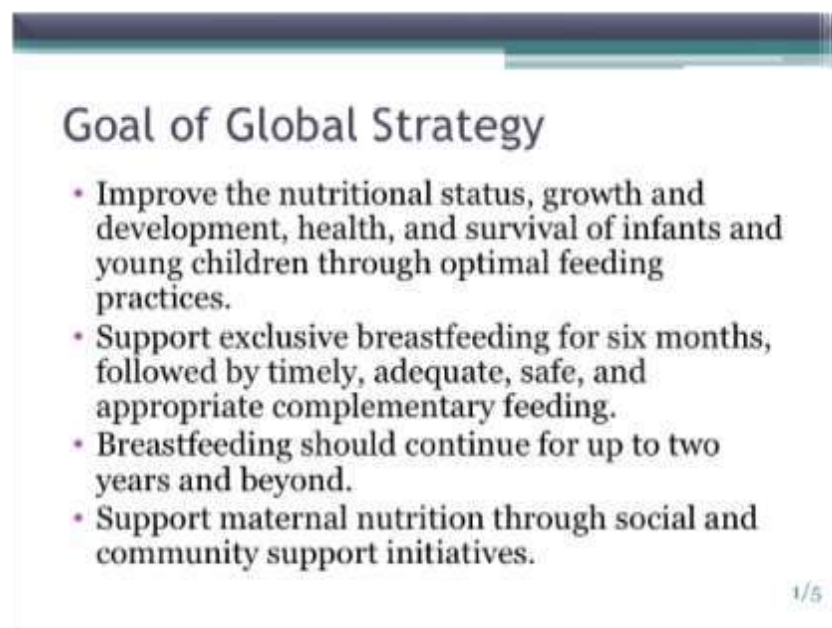 Goal of Global Strategy
• Improve the nutritional status, growth and
development, health, and survival of infants and
young children through optimal feeding
practices.
• Support exclusive breastfeeding for six months,
followed by timely, adequate, safe, and
appropriate complementary feeding.
• Breastfeeding should continue for up to two
years and beyond.
• Support maternal nutrition through social and
community support initiatives.
1/5